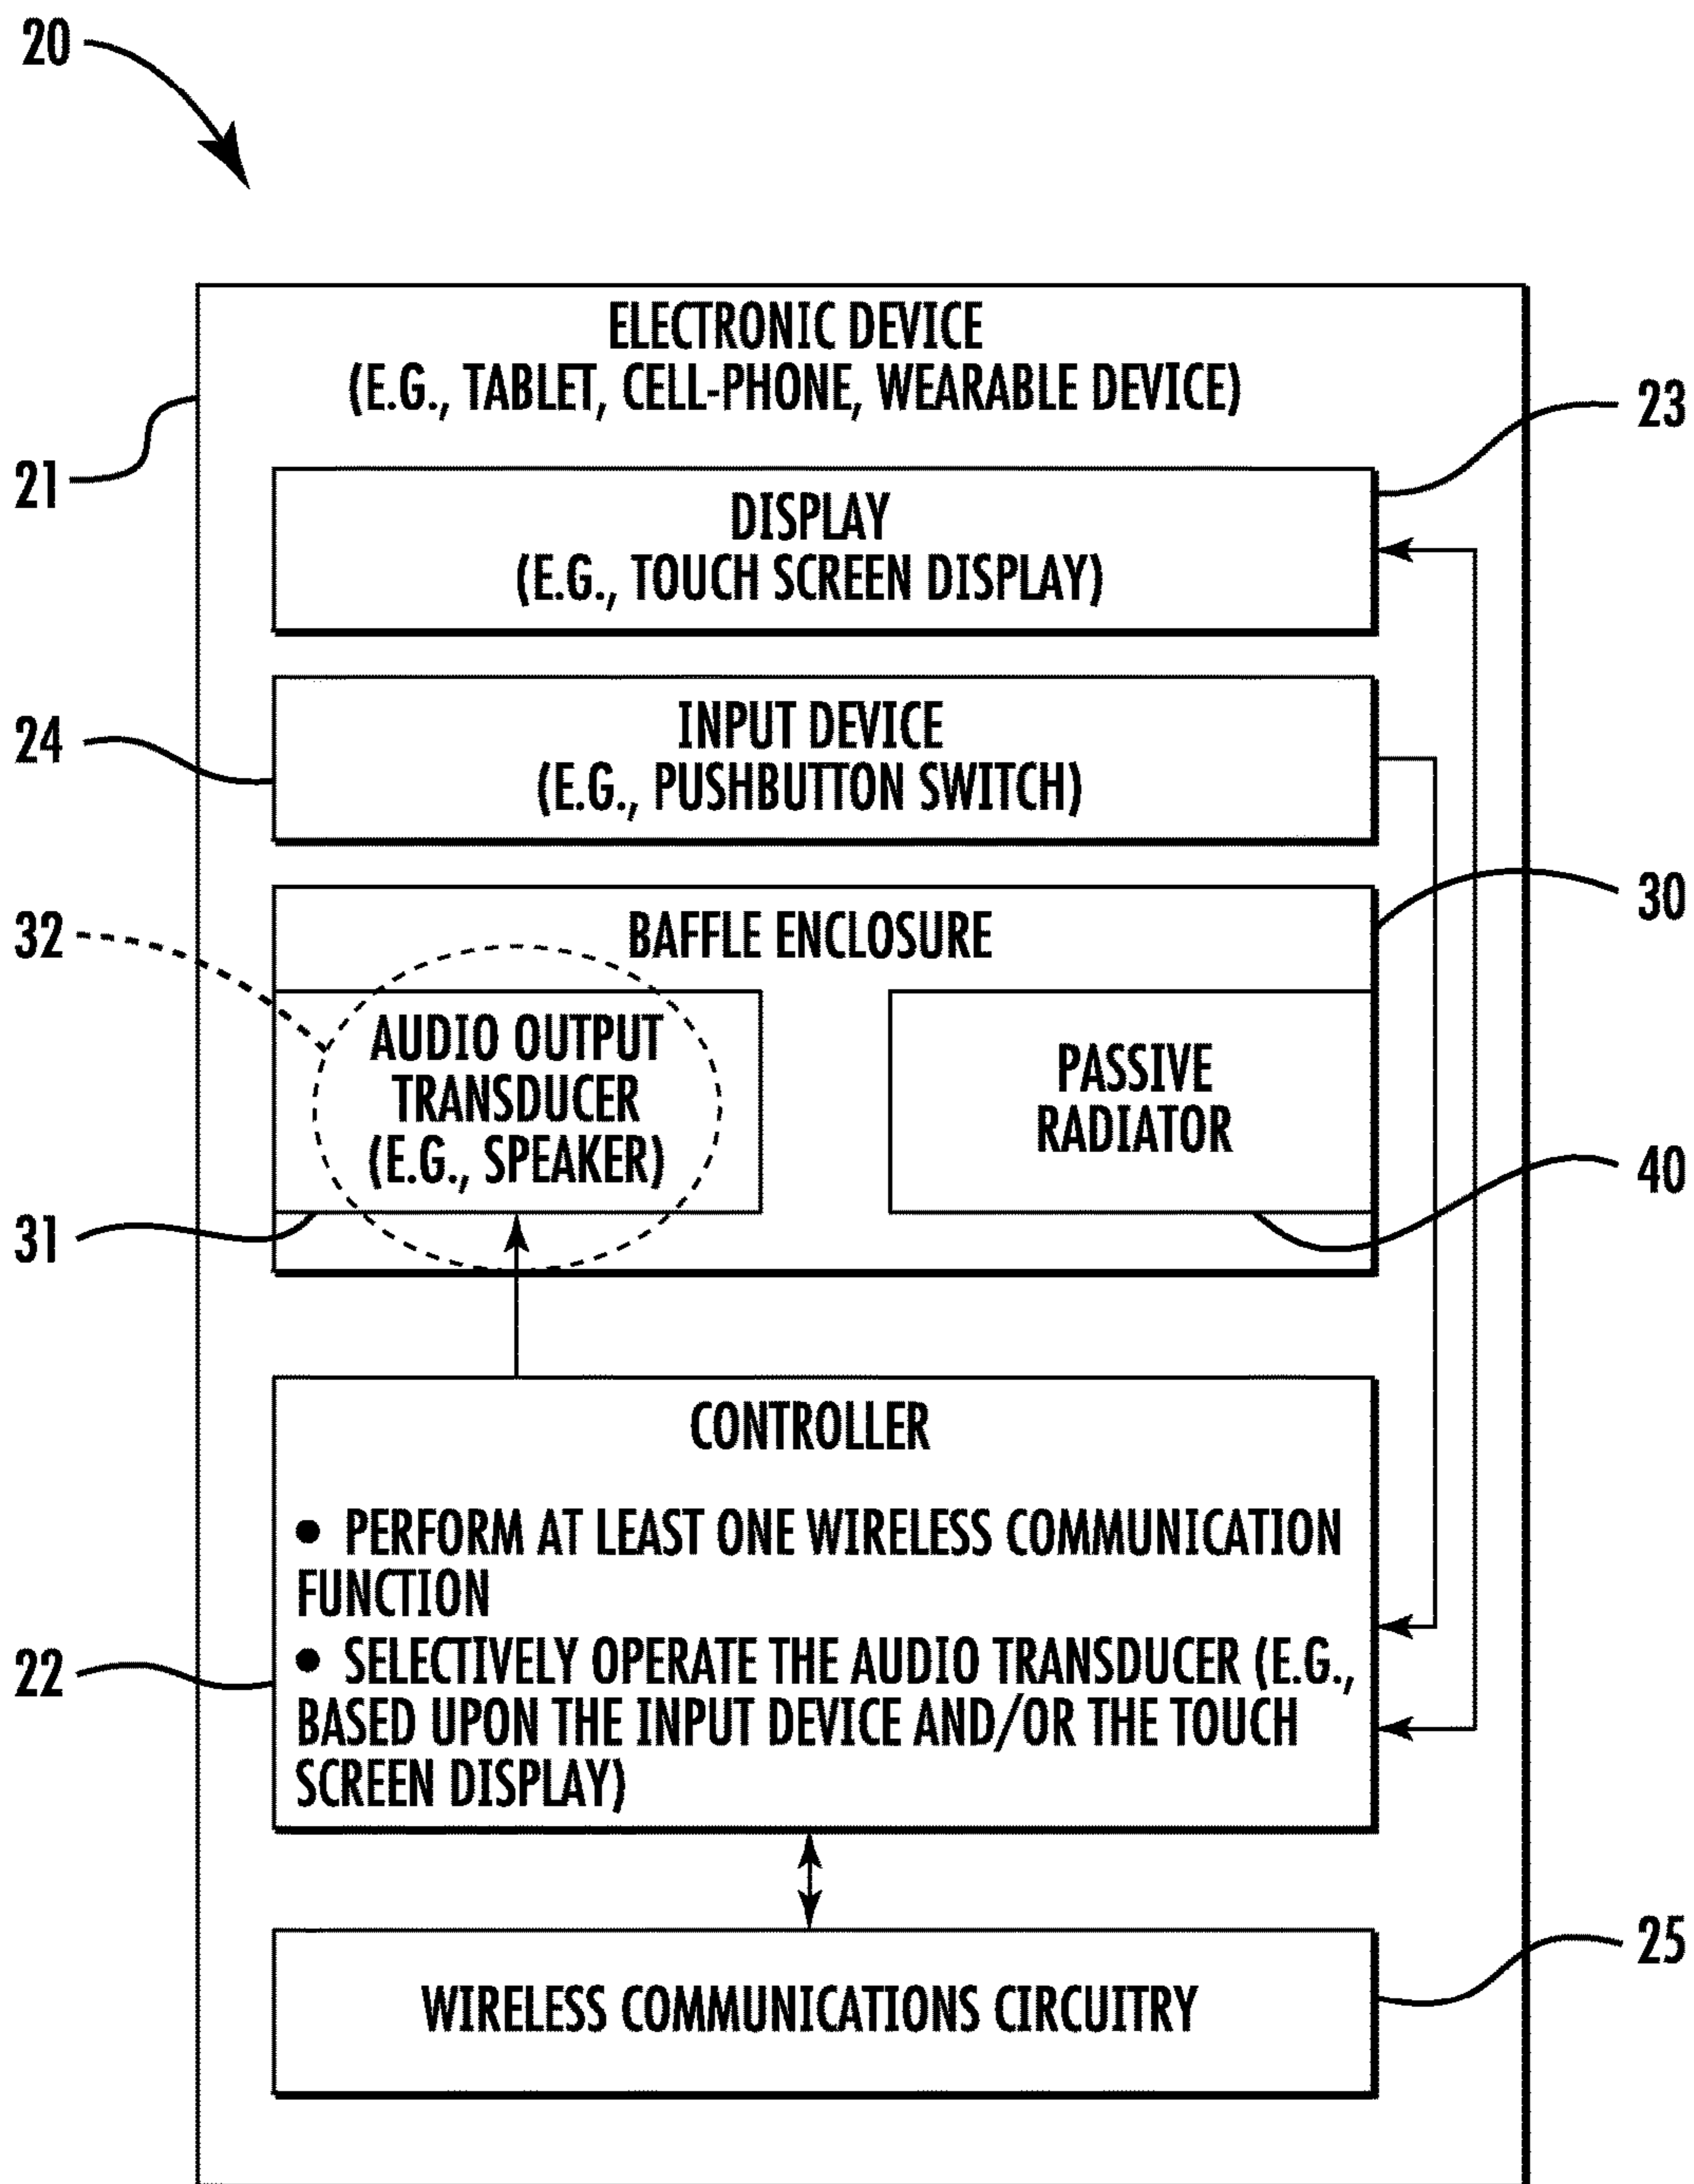 20
ELECTRONIC DEVICE
(E.G., TABLET, CELL-PHONE, WEARABLE DEVICE)
23
21
DISPLAY
(E.G., TOUCH SCREEN DISPLAY)
24
INPUT DEVICE
(E.G., PUSHBUTTON SWITCH)
30
32
BAFFLE ENCLOSURE
AUDIO OUTPUT
TRANSDUCER
(E.G., SPEAKER)
PASSIVE
RADIATOR
40
31
CONTROLLER
• PERFORM AT LEAST ONE WIRELESS COMMUNICATION
FUNCTION
• SELECTIVELY OPERATE THE AUDIO TRANSDUCER (E.G.,
BASED UPON THE INPUT DEVICE AND/OR THE TOUCH
SCREEN DISPLAY)
22
25
WIRELESS COMMUNICATIONS CIRCUITRY